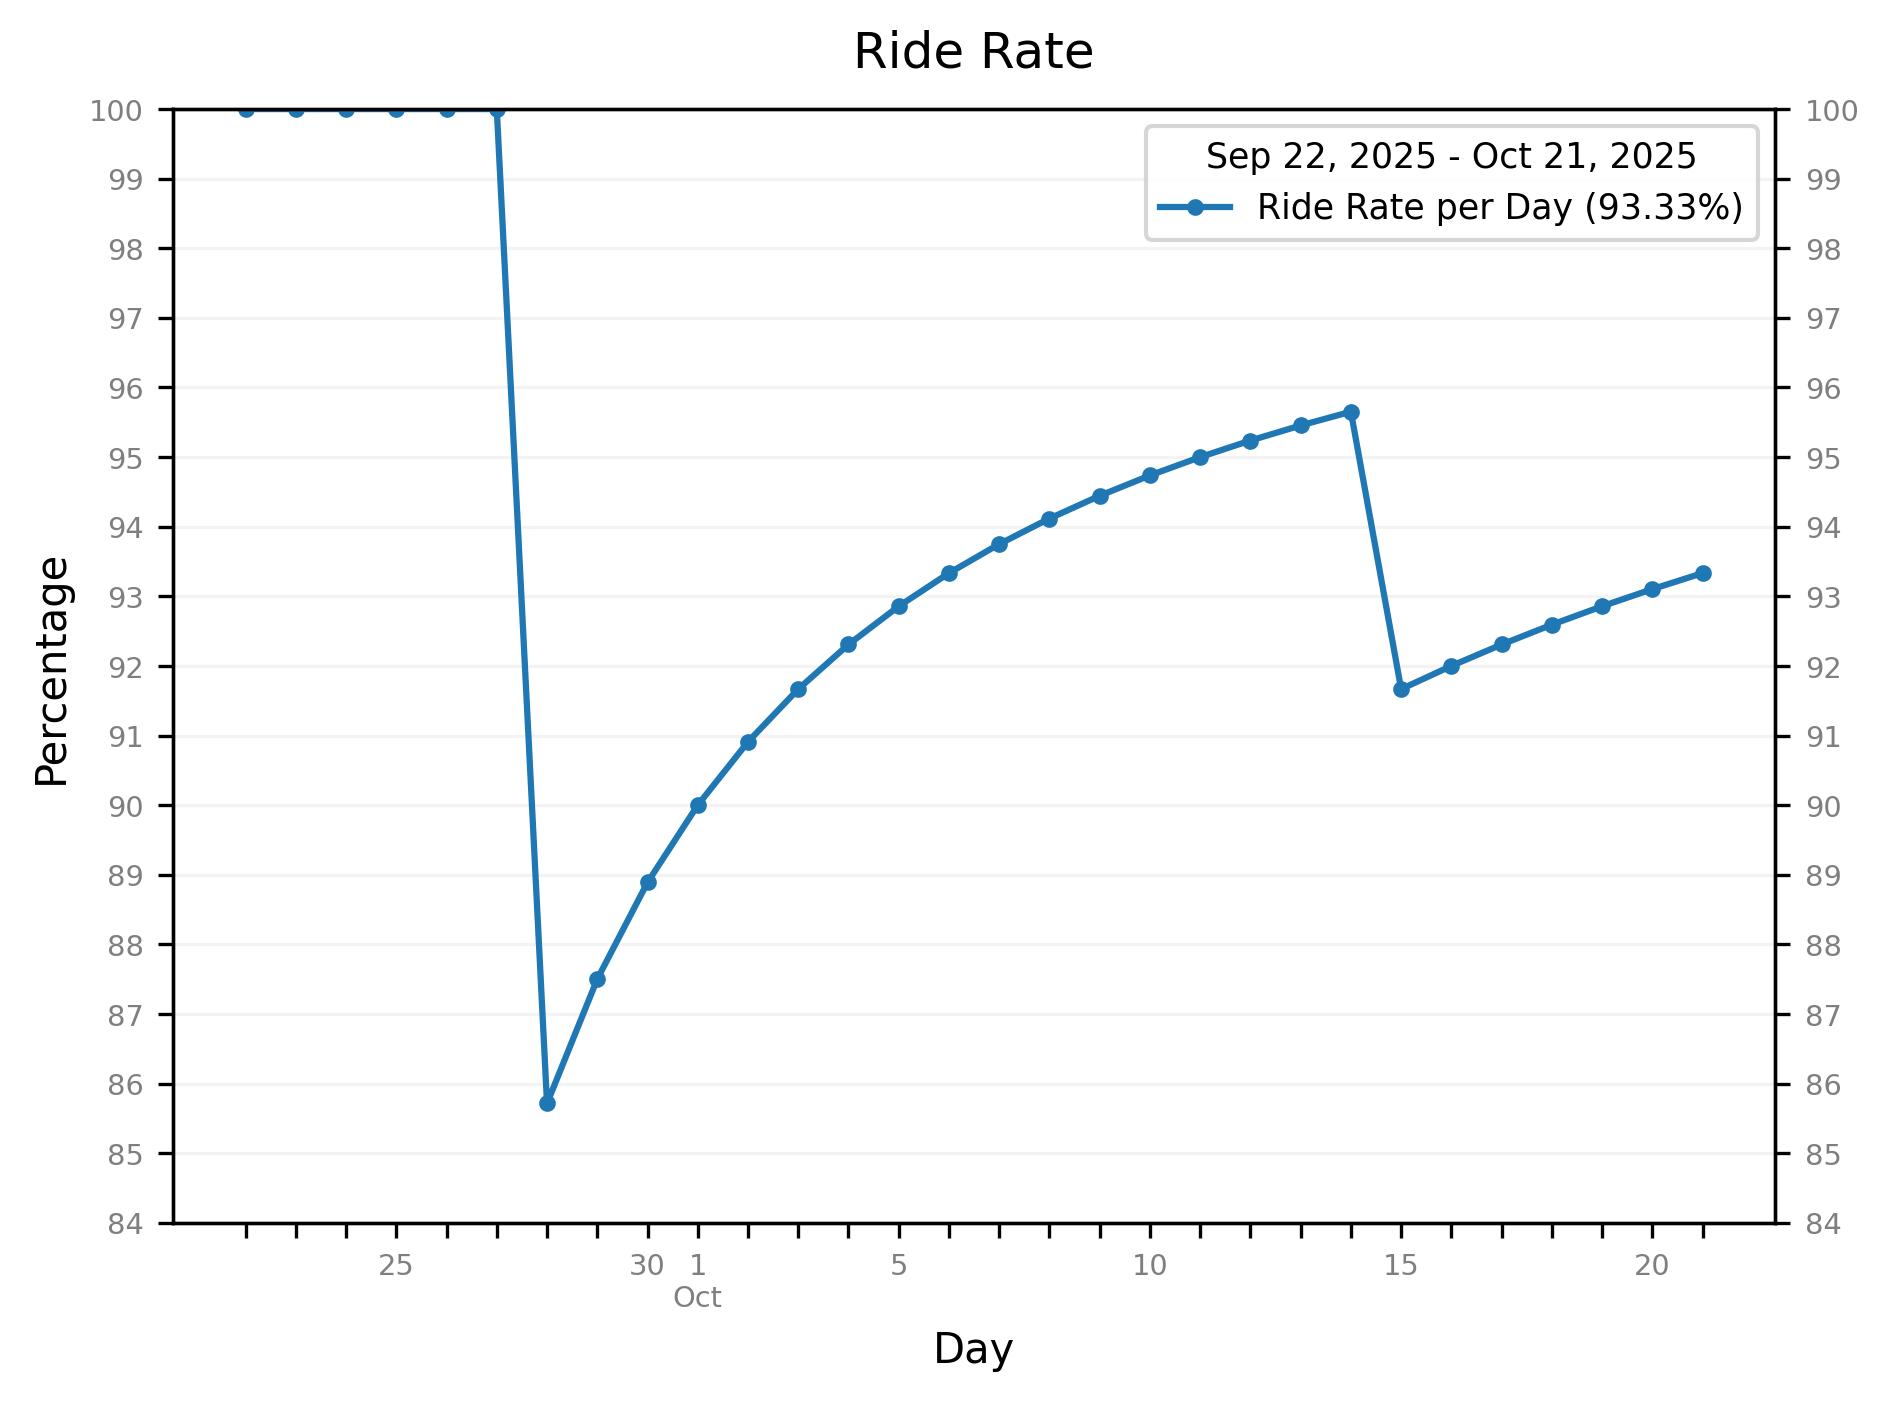 Ride Rate
Sep 22, 2025 - Oct 21, 2025
Ride Rate per Day (93.33%)
Percentage
100 100
99 99
98 98
97 97
96 96
95 95
94 94
93 93
92 92
91 91
90 90
89 89
88 88
87 87
86 86
85 85
84 84
25 30 1 5 10 15 20
Oct
Day